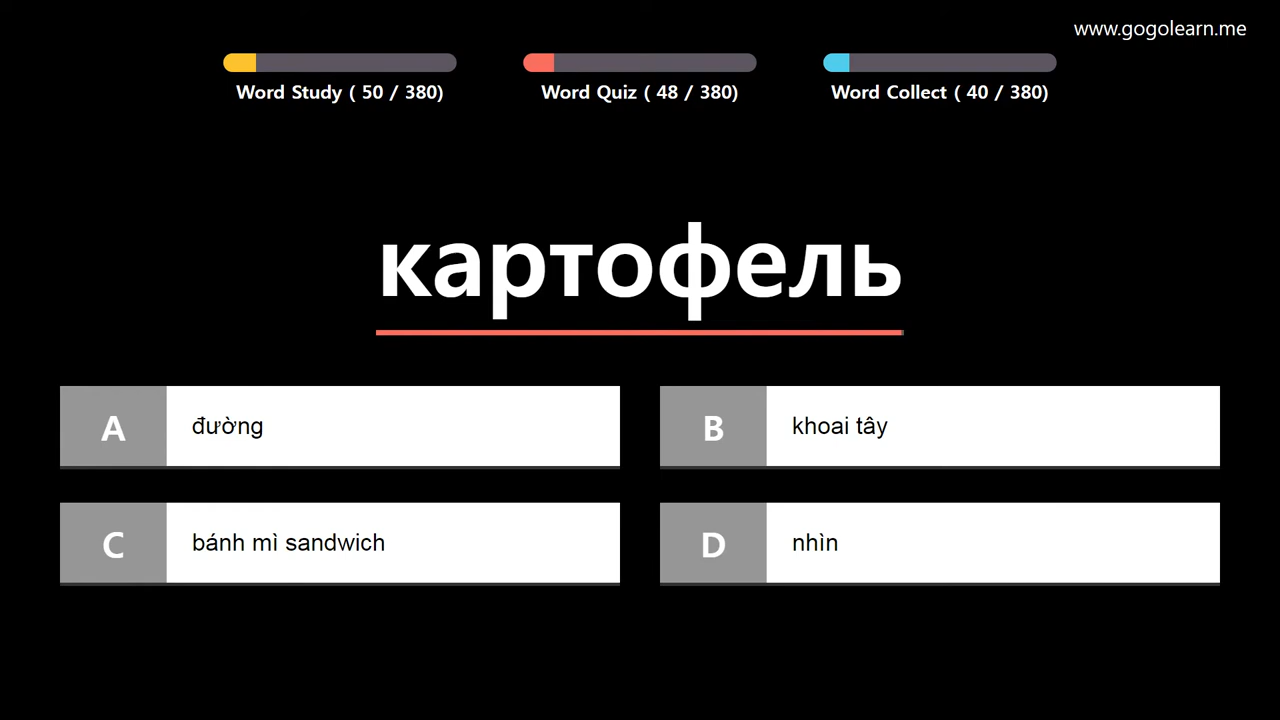 www.gogolearn.me
Word Study ( 50 / 380)
Word Quiz ( 48 / 380)
Word Collect ( 40 / 380)
картофель
A đường
B khoai tây
C bánh mì sandwich
D nhìn